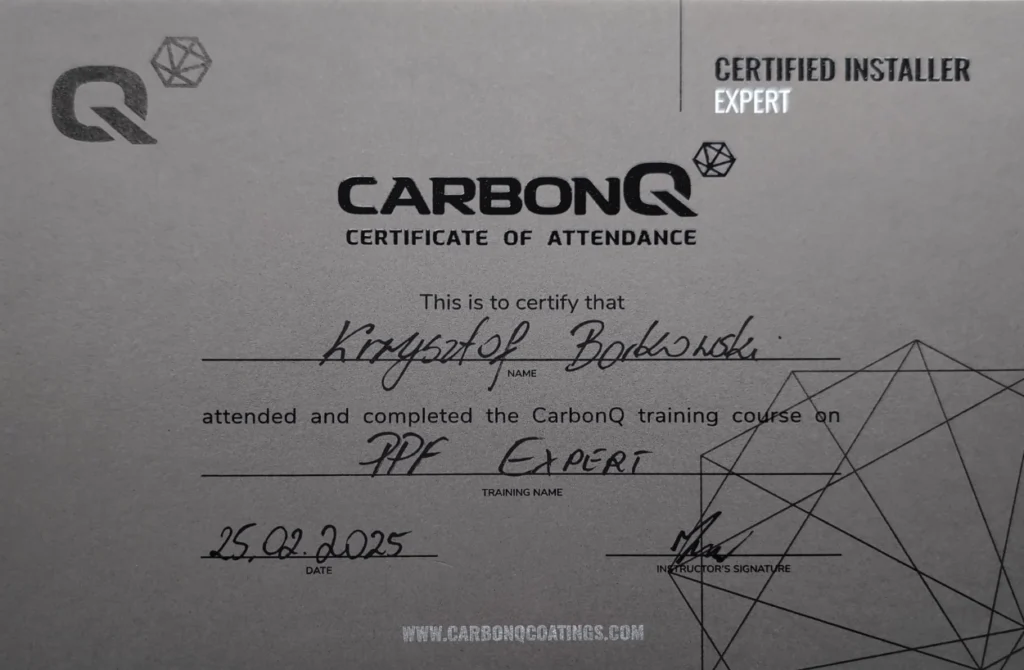 Q
CERTIFIED INSTALLER
EXPERT
CARBONQ
CERTIFICATE OF ATTENDANCE
This is to certify that
Krzysztof Borkowski
NAME
attended and completed the CarbonQ training course on
PPF EXPERT
TRAINING NAME
25.02.2025
DATE
INSTRUCTOR'S SIGNATURE
WWW.CARBONQCOATINGS.COM